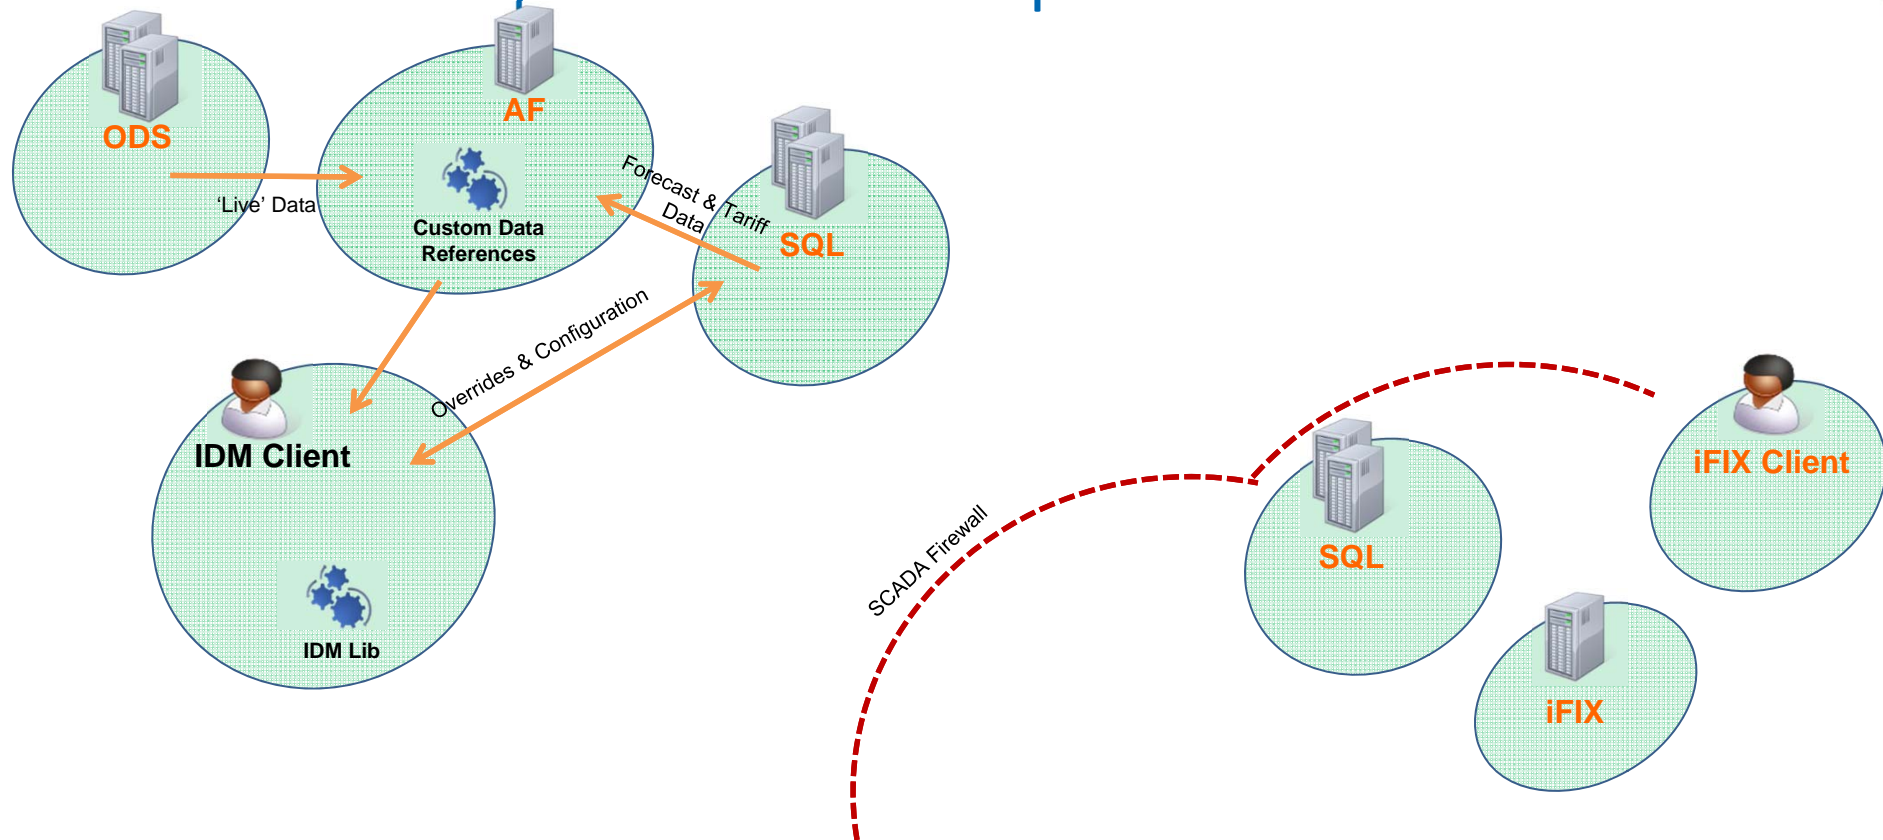 ODS
AF
'Live' Data
Custom Data
References
Forecast & Tariff
Data
SQL
Overrides & Configuration
IDM Client
IDM Lib
SCADA Firewall
SQL
iFIX Client
iFIX